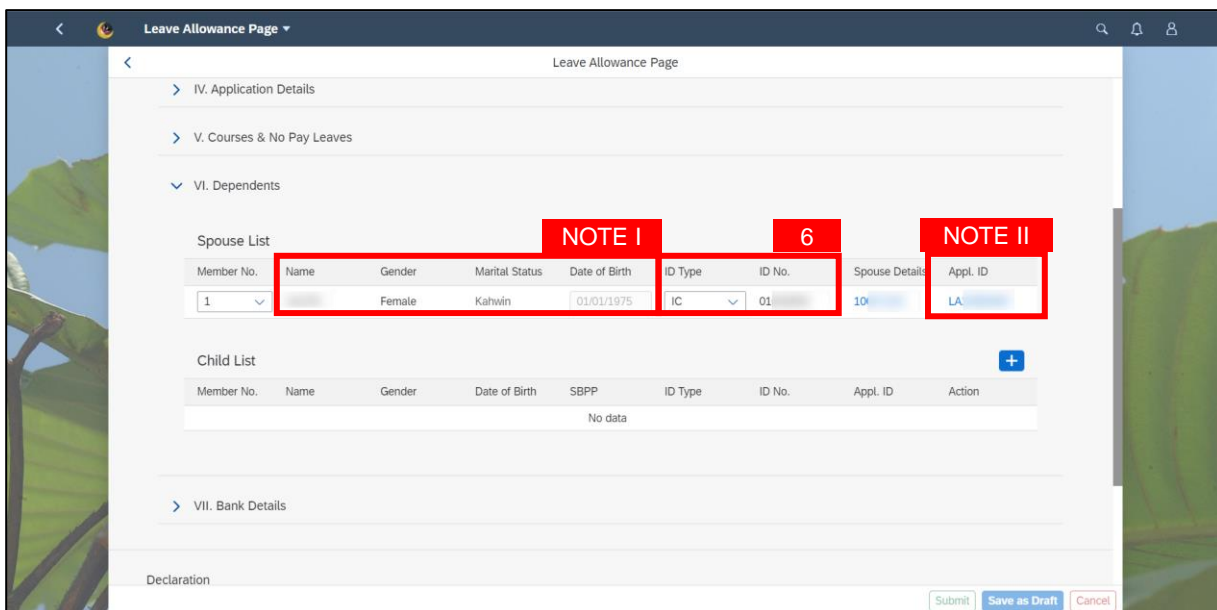 Leave Allowance Page
Leave Allowance Page
IV. Application Details
V. Courses & No Pay Leaves
VI. Dependents
NOTE I 6 NOTE II
Spouse List
Member No. Name Gender Marital Status Date of Birth ID Type ID No. Spouse Details Appl. ID
1 Female Kahwin 01/01/1975 IC 01 10 LA
Child List +
Member No. Name Gender Date of Birth SBPP ID Type ID No. Appl. ID Action
No data
VII. Bank Details
Declaration
Submit Save as Draft Cancel